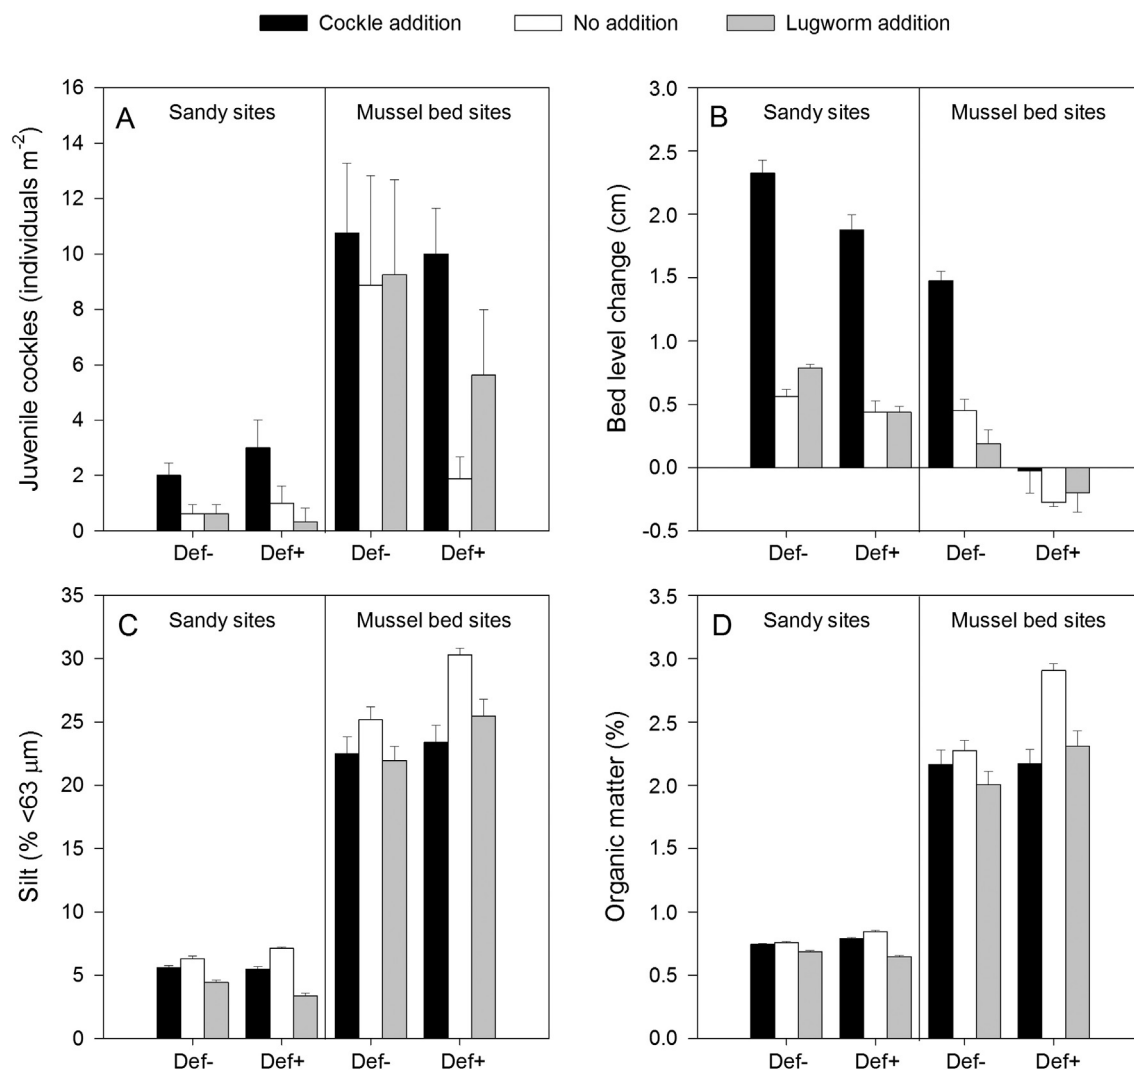 Cockle addition No addition Lugworm addition
A Sandy sites Mussel bed sites
Juvenile cockles (individuals m⁻²)
16
14
12
10
8
6
4
2
0
Def- Def+ Def- Def+
B Sandy sites Mussel bed sites
Bed level change (cm)
3.0
2.5
2.0
1.5
1.0
0.5
0.0
-0.5
Def- Def+ Def- Def+
C Sandy sites Mussel bed sites
Silt (% <63 μm)
35
30
25
20
15
10
5
0
Def- Def+ Def- Def+
D Sandy sites Mussel bed sites
Organic matter (%)
3.5
3.0
2.5
2.0
1.5
1.0
0.5
0.0
Def- Def+ Def- Def+